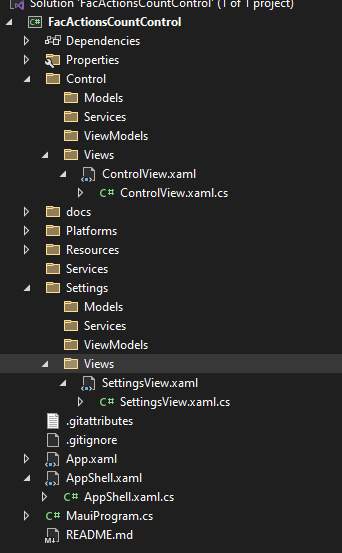 Solution 'FacActionsCountControl' (1 of 1 project)
C# FacActionsCountControl
Dependencies
Properties
Control
Models
Services
ViewModels
Views
ControlView.xaml
C# ControlView.xaml.cs
docs
Platforms
Resources
Services
Settings
Models
Services
ViewModels
Views
SettingsView.xaml
C# SettingsView.xaml.cs
.gitattributes
.gitignore
App.xaml
AppShell.xaml
C# AppShell.xaml.cs
C# MauiProgram.cs
README.md